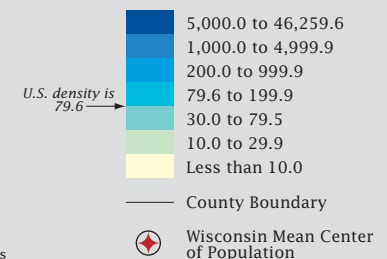 5,000.0 to 46,259.6
1,000.0 to 4,999.9
200.0 to 999.9
U.S. density is
79.6
79.6 to 199.9
30.0 to 79.5
10.0 to 29.9
Less than 10.0
County Boundary
Wisconsin Mean Center
of Population